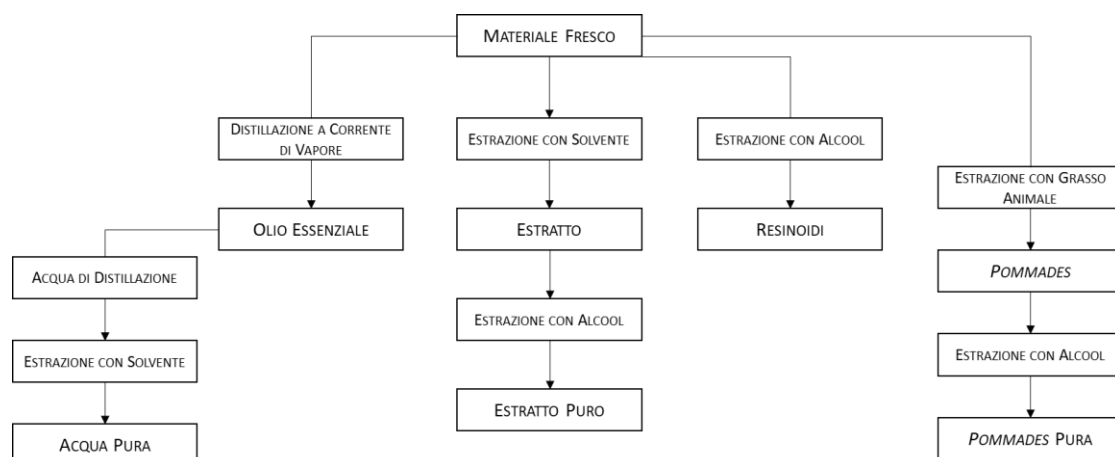 Materiale Fresco
Distillazione a Corrente
di Vapore
Estrazione con Solvente
Estrazione con Alcool
Estrazione con Grasso
Animale
Olio Essenziale
Estratto
Resinoidi
Acqua di Distillazione
Pommades
Estrazione con Alcool
Estrazione con Solvente
Estrazione con Alcool
Estratto Puro
Acqua Pura
Pommades Pura